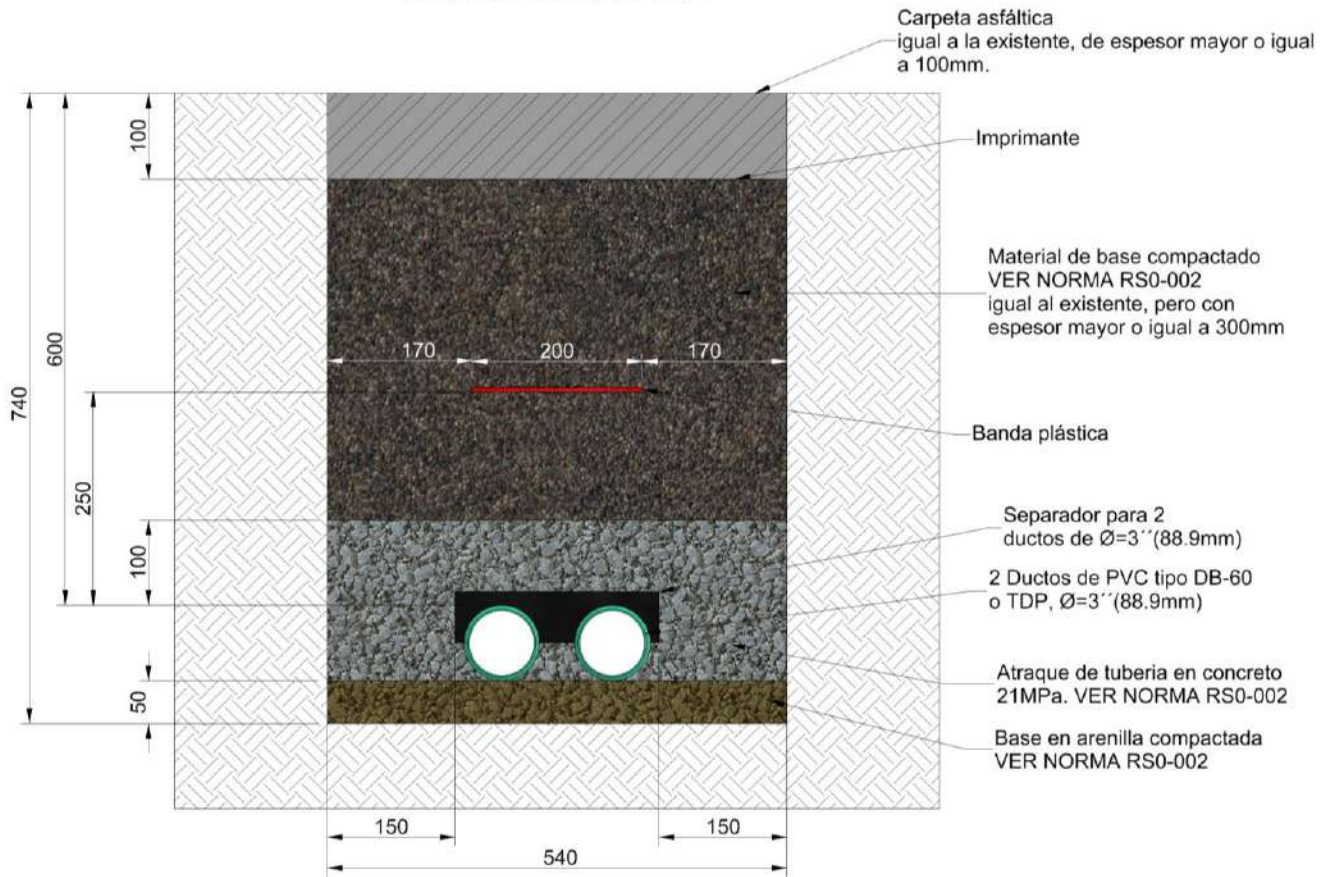 Carpeta asfáltica
igual a la existente, de espesor mayor o igual
a 100mm.
Imprimante
Material de base compactado
VER NORMA RS0-002
igual al existente, pero con
espesor mayor o igual a 300mm
Banda plástica
Separador para 2
ductos de Ø=3´´(88.9mm)
2 Ductos de PVC tipo DB-60
o TDP, Ø=3´´(88.9mm)
Atraque de tuberia en concreto
21MPa. VER NORMA RS0-002
Base en arenilla compactada
VER NORMA RS0-002
740
600
100
250
100
50
170
200
170
150
150
540